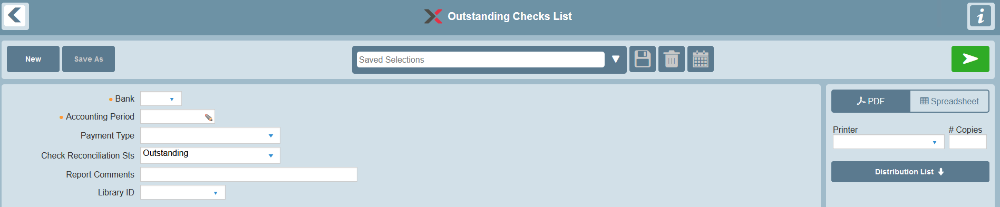 Outstanding Checks List
i
New
Save As
Saved Selections
Bank
Accounting Period
Payment Type
Check Reconciliation Sts
Outstanding
Report Comments
Library ID
PDF
Spreadsheet
Printer
# Copies
Distribution List